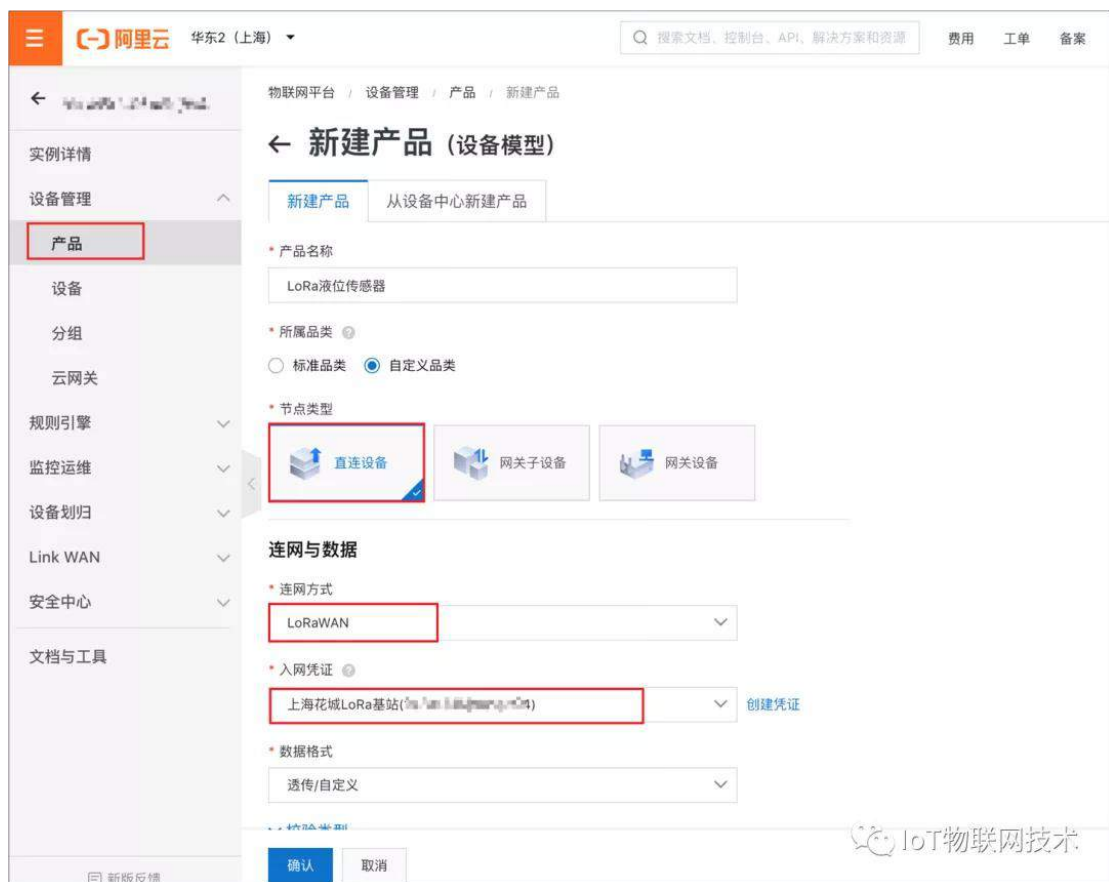 阿里云
华东2（上海）
搜索文档、控制台、API、解决方案和资源
费用
工单
备案
物联网平台 / 设备管理 / 产品 / 新建产品
新建产品（设备模型）
实例详情
设备管理
产品
设备
分组
云网关
规则引擎
监控运维
设备划归
Link WAN
安全中心
文档与工具
新版反馈
新建产品
从设备中心新建产品
* 产品名称
LoRa液位传感器
* 所属品类
标准品类
自定义品类
* 节点类型
直连设备
网关子设备
网关设备
连网与数据
* 连网方式
LoRaWAN
* 入网凭证
上海花城LoRa基站(
创建凭证
* 数据格式
透传/自定义
校验类型
确认
取消
IoT物联网技术